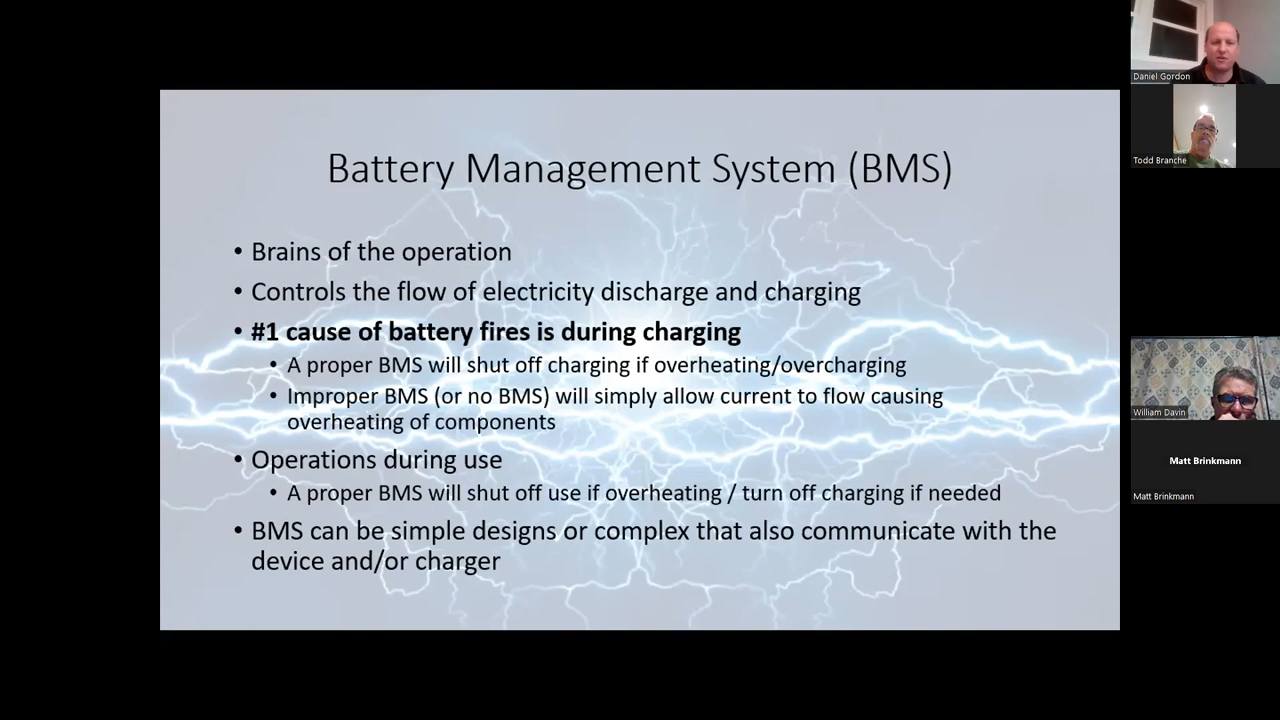 Battery Management System (BMS)
• Brains of the operation
• Controls the flow of electricity discharge and charging
• #1 cause of battery fires is during charging
• A proper BMS will shut off charging if overheating/overcharging
• Improper BMS (or no BMS) will simply allow current to flow causing
overheating of components
• Operations during use
• A proper BMS will shut off use if overheating / turn off charging if needed
• BMS can be simple designs or complex that also communicate with the
device and/or charger
Daniel Gordon
Todd Branche
William Davin
Matt Brinkmann
Matt Brinkmann